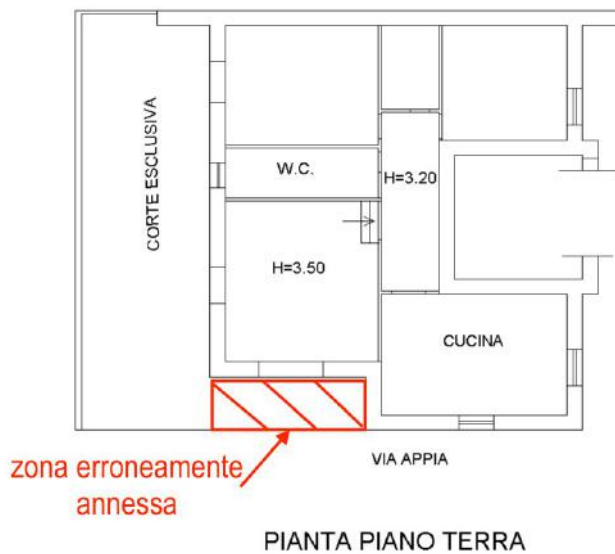 CORTE ESCLUSIVA
W.C.
H=3.20
H=3.50
CUCINA
zona erroneamente
annessa
VIA APPIA
PIANTA PIANO TERRA